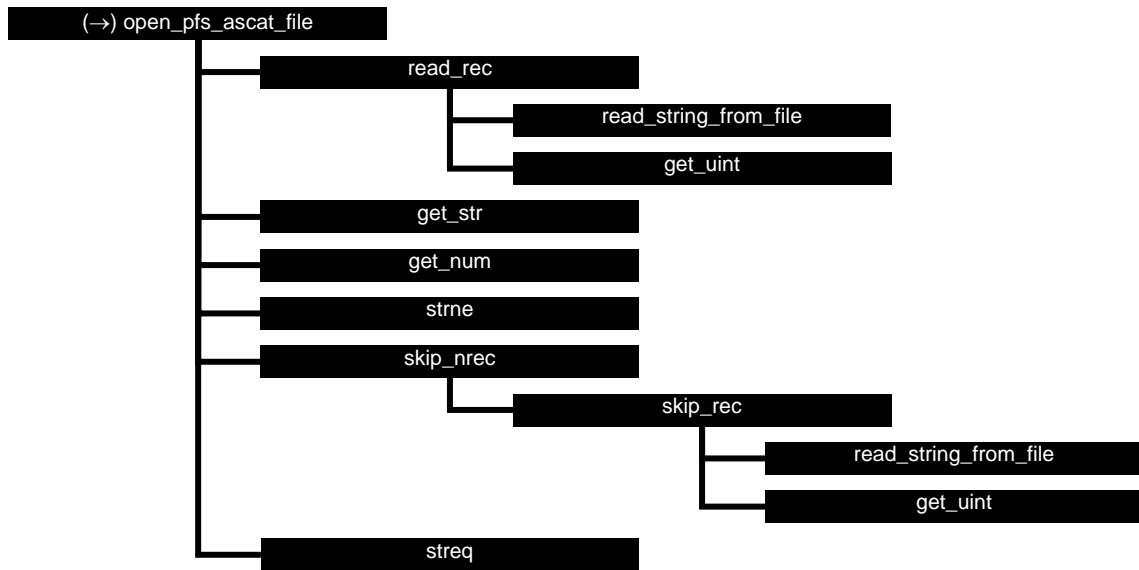 (→) open_pfs_ascat_file
read_rec
read_string_from_file
get_uint
get_str
get_num
strne
skip_nrec
skip_rec
read_string_from_file
get_uint
streq